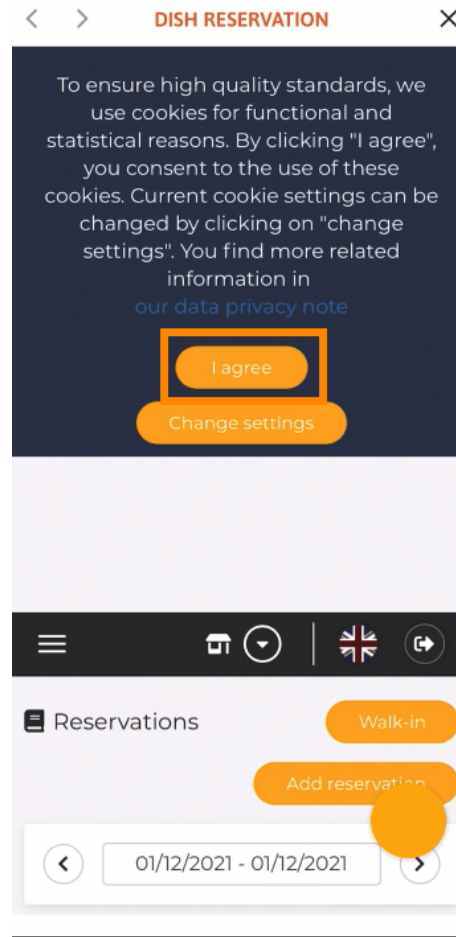 DISH RESERVATION
To ensure high quality standards, we
use cookies for functional and
statistical reasons. By clicking "I agree",
you consent to the use of these
cookies. Current cookie settings can be
changed by clicking on "change
settings". You find more related
information in
our data privacy note
I agree
Change settings
Reservations
Walk-in
Add reservation
01/12/2021 - 01/12/2021